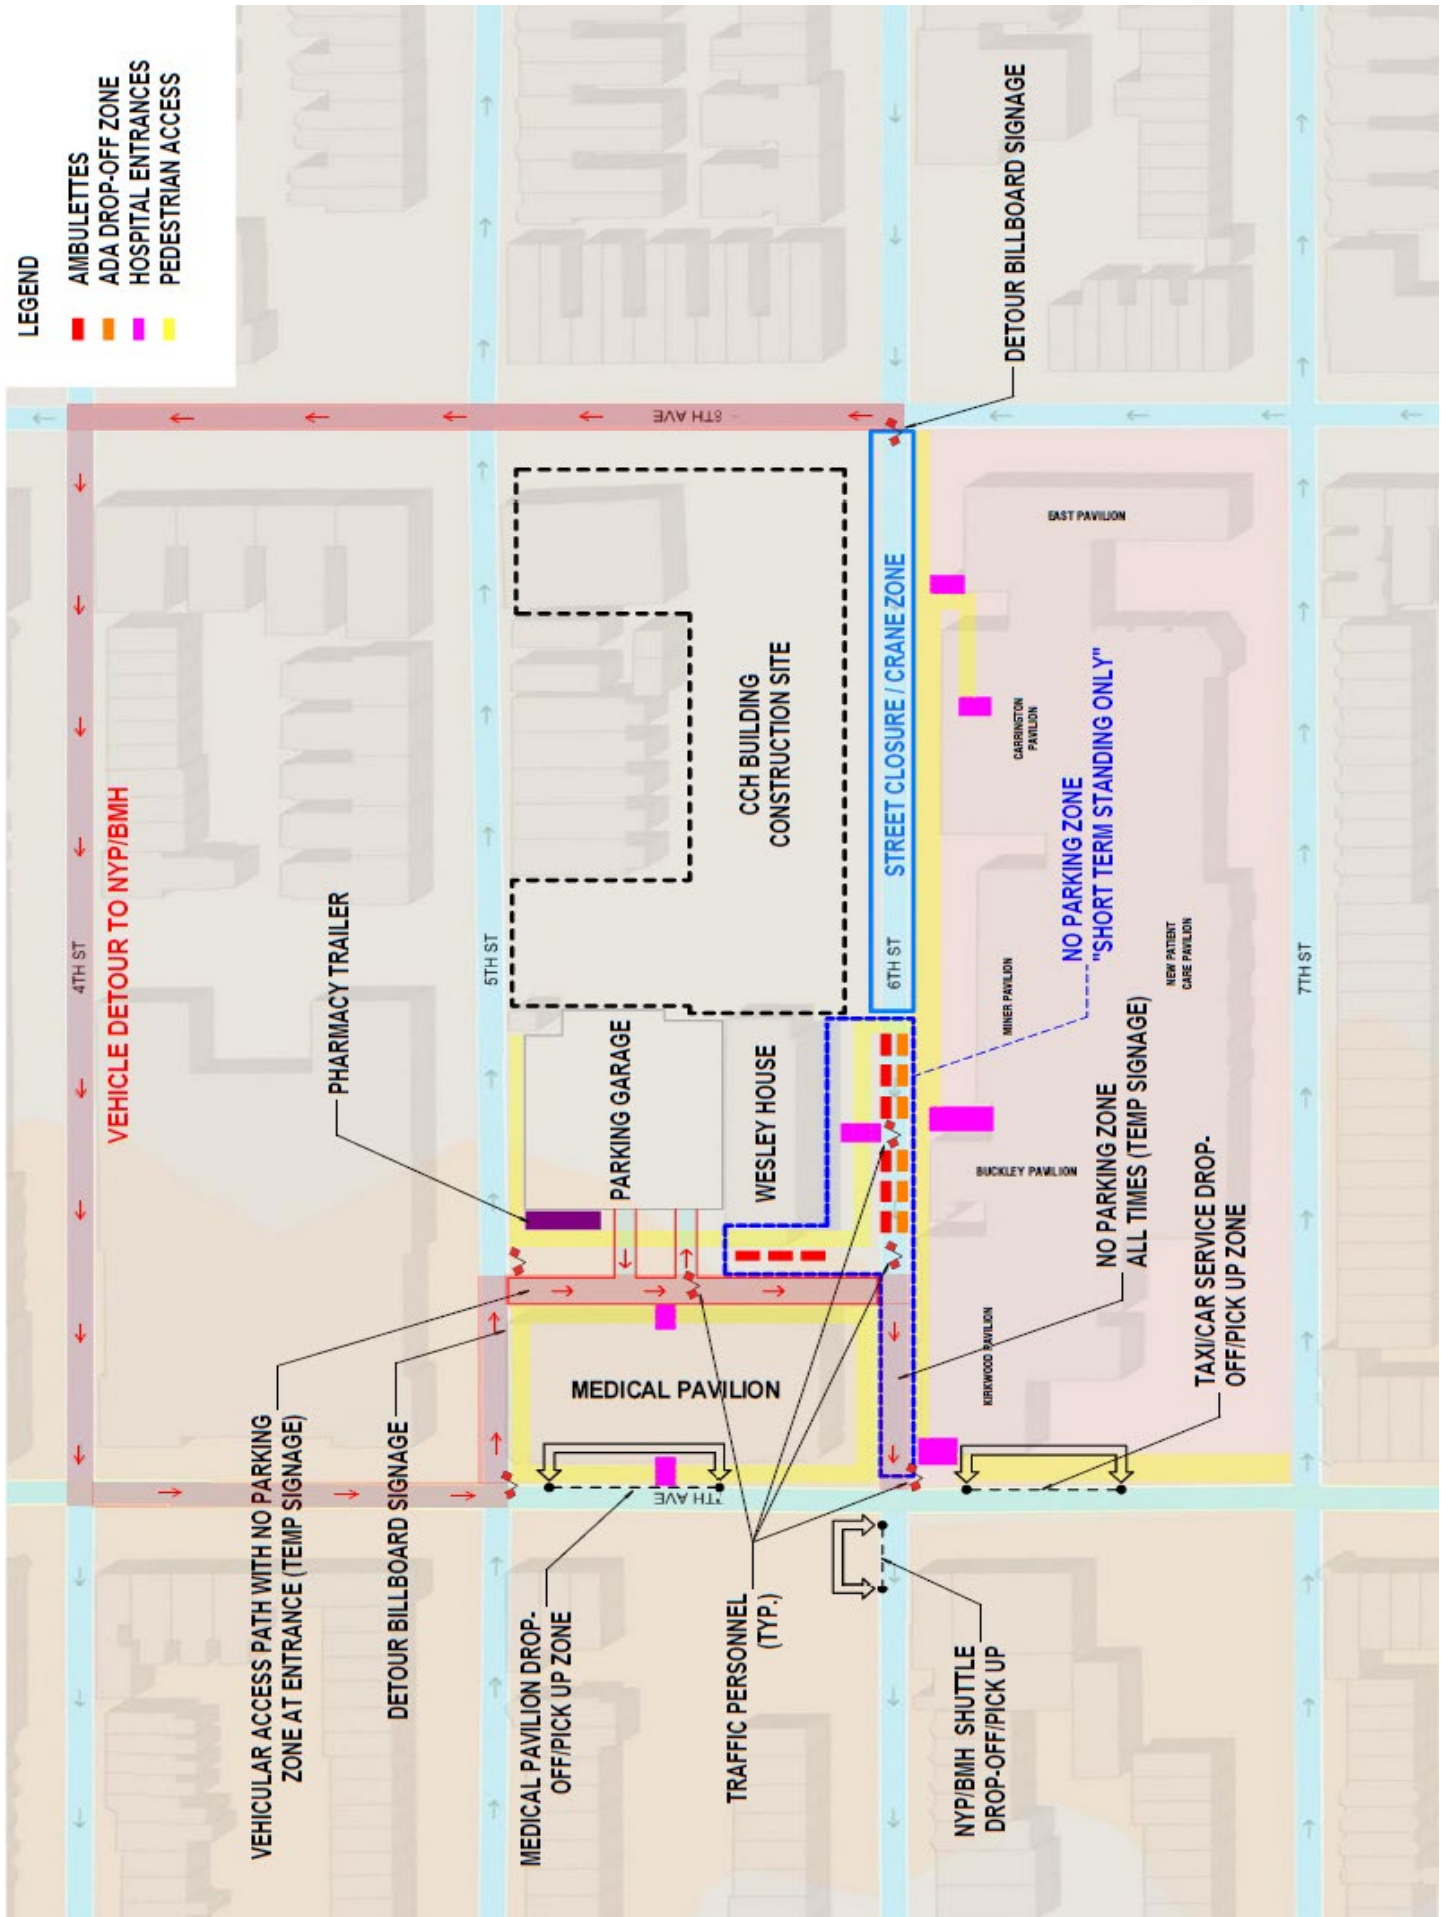 LEGEND
AMBULETTES
ADA DROP-OFF ZONE
HOSPITAL ENTRANCES
PEDESTRIAN ACCESS
4TH ST
VEHICLE DETOUR TO NYP/BMH
VEHICULAR ACCESS PATH WITH NO PARKING
ZONE AT ENTRANCE (TEMP SIGNAGE)
PHARMACY TRAILER
DETOUR BILLBOARD SIGNAGE
5TH ST
8TH AVE
MEDICAL PAVILION DROP-
OFF/PICK UP ZONE
MEDICAL PAVILION
PARKING GARAGE
WESLEY HOUSE
CCH BUILDING
CONSTRUCTION SITE
7TH AVE
TRAFFIC PERSONNEL
(TYP.)
6TH ST
STREET CLOSURE / CRANE ZONE
DETOUR BILLBOARD SIGNAGE
NYP/BMH SHUTTLE
DROP-OFF/PICK UP
KIRKWOOD PAVILION
BUCKLEY PAVILION
MINER PAVILION
CARRINGTON
PAVILION
EAST PAVILION
NO PARKING ZONE
"SHORT TERM STANDING ONLY"
NO PARKING ZONE
ALL TIMES (TEMP SIGNAGE)
NEW PATIENT
CARE PAVILION
TAXI/CAR SERVICE DROP-
OFF/PICK UP ZONE
7TH ST